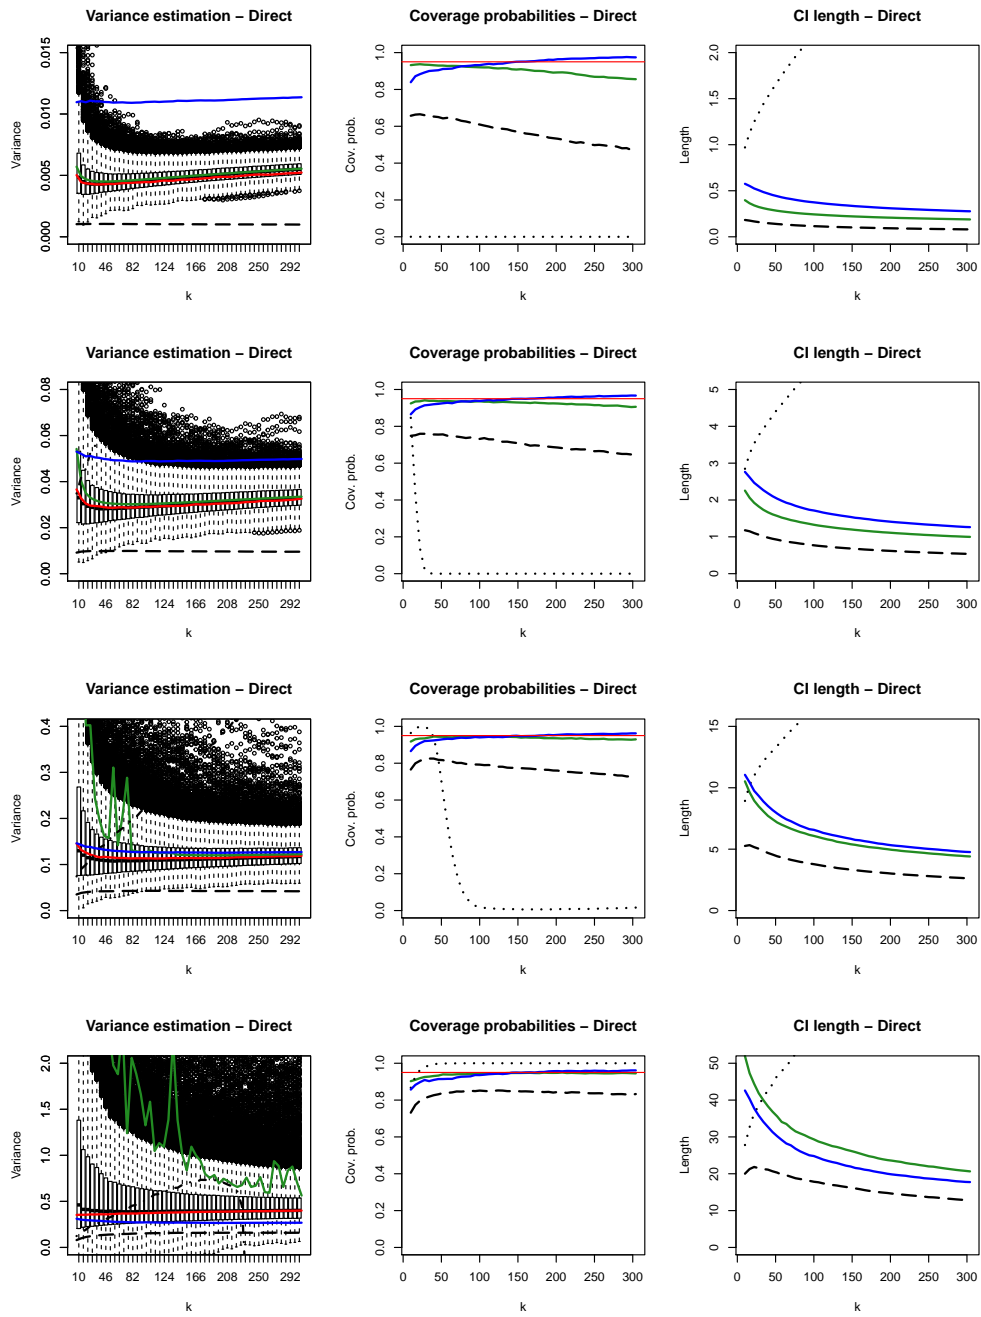 Variance estimation – Direct
Coverage probabilities – Direct
CI length – Direct
Variance
0.000 0.005 0.010 0.015
10 46 82 124 166 208 250 292
k
Cov. prob.
0.0 0.2 0.4 0.6 0.8 1.0
0 50 100 150 200 250 300
k
Length
0.0 0.5 1.0 1.5 2.0
0 50 100 150 200 250 300
k
Variance estimation – Direct
Coverage probabilities – Direct
CI length – Direct
Variance
0.00 0.02 0.04 0.06 0.08
10 46 82 124 166 208 250 292
k
Cov. prob.
0.0 0.2 0.4 0.6 0.8 1.0
0 50 100 150 200 250 300
k
Length
0 1 2 3 4 5
0 50 100 150 200 250 300
k
Variance estimation – Direct
Coverage probabilities – Direct
CI length – Direct
Variance
0.0 0.1 0.2 0.3 0.4
10 46 82 124 166 208 250 292
k
Cov. prob.
0.0 0.2 0.4 0.6 0.8 1.0
0 50 100 150 200 250 300
k
Length
0 5 10 15
0 50 100 150 200 250 300
k
Variance estimation – Direct
Coverage probabilities – Direct
CI length – Direct
Variance
0.0 0.5 1.0 1.5 2.0
10 46 82 124 166 208 250 292
k
Cov. prob.
0.0 0.2 0.4 0.6 0.8 1.0
0 50 100 150 200 250 300
k
Length
0 10 20 30 40 50
0 50 100 150 200 250 300
k